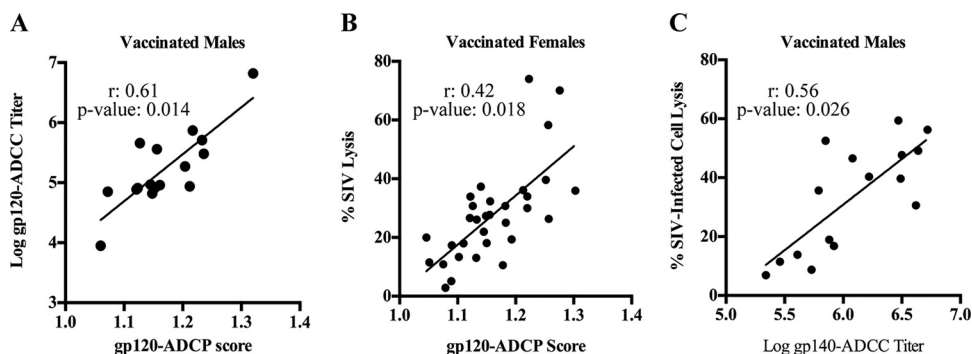 A
Vaccinated Males
r: 0.61
p-value: 0.014
Log gp120-ADCC Titer
7
6
5
4
3
1.0 1.1 1.2 1.3 1.4
gp120-ADCP score
B
Vaccinated Females
r: 0.42
p-value: 0.018
% SIV Lysis
100
80
60
40
20
0
1.0 1.1 1.2 1.3 1.4
gp120-ADCP Score
C
Vaccinated Males
r: 0.56
p-value: 0.026
% SIV-Infected Cell Lysis
80
60
40
20
0
5.0 5.5 6.0 6.5 7.0
Log gp140-ADCC Titer